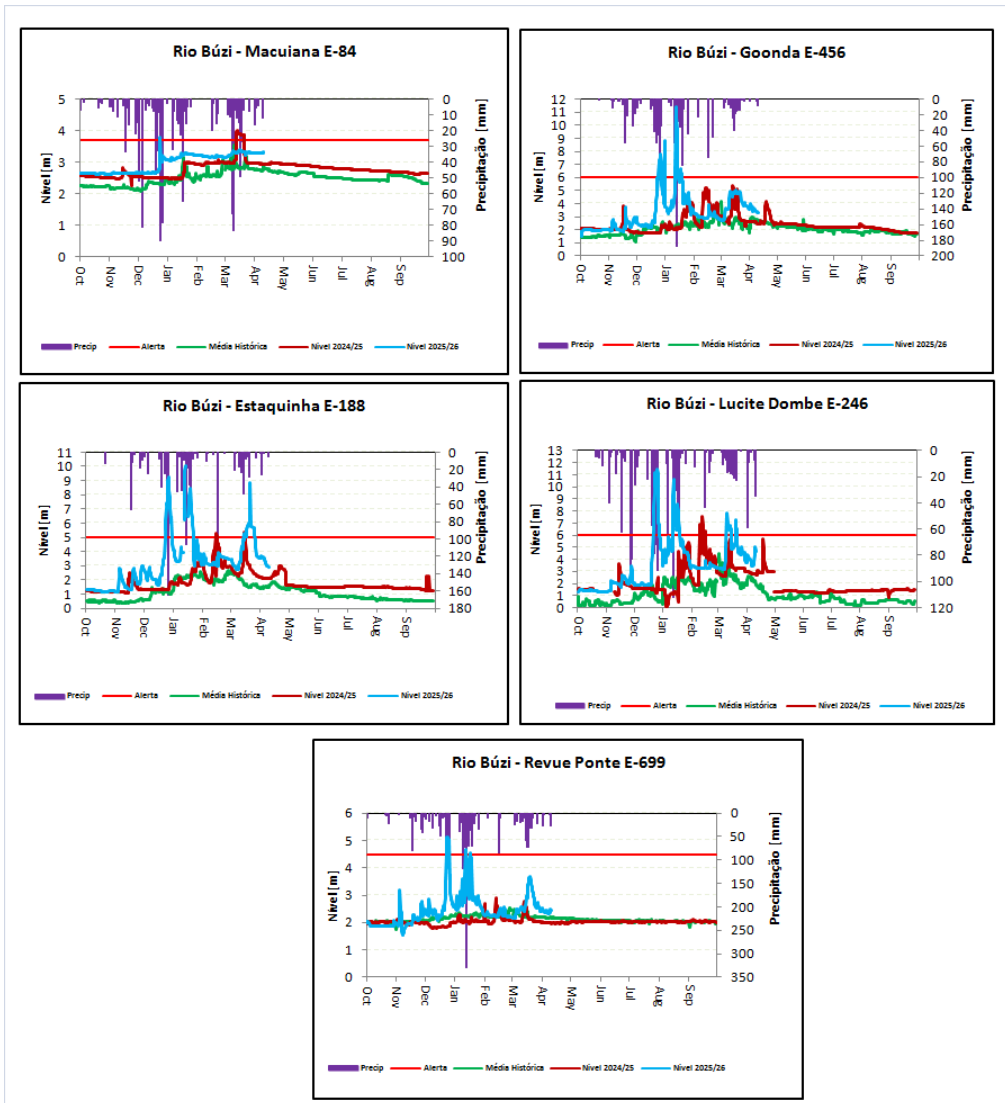 Rio Búzi - Macuiana E-84
Nível [m]
5
4
3
2
1
0
0
10
20
30
40
50
60
70
80
90
100
Precipitação [mm]
Oct
Nov
Dec
Jan
Feb
Mar
Apr
May
Jun
Jul
Aug
Sep
Precip
Alerta
Média Histórica
Nivel 2024/25
Nivel 2025/26
Rio Búzi - Goonda E-456
Nível [m]
12
11
10
9
8
7
6
5
4
3
2
1
0
0
20
40
60
80
100
120
140
160
180
200
Precipitação [mm]
Oct
Nov
Dec
Jan
Feb
Mar
Apr
May
Jun
Jul
Aug
Sep
Precip
Alerta
Média Histórica
Nivel 2024/25
Nivel 2025/26
Rio Búzi - Estaquinha E-188
Nível [m]
11
10
9
8
7
6
5
4
3
2
1
0
0
20
40
60
80
100
120
140
160
180
Precipitação [mm]
Oct
Nov
Dec
Jan
Feb
Mar
Apr
May
Jun
Jul
Aug
Sep
Precip
Alerta
Média Histórica
Nivel 2024/25
Nivel 2025/26
Rio Búzi - Lucite Dombe E-246
Nível [m]
13
12
11
10
9
8
7
6
5
4
3
2
1
0
0
20
40
60
80
100
120
Precipitação [mm]
Oct
Nov
Dec
Jan
Feb
Mar
Apr
May
Jun
Jul
Aug
Sep
Precip
Alerta
Média Histórica
Nivel 2024/25
Nivel 2025/26
Rio Búzi - Revue Ponte E-699
Nível [m]
6
5
4
3
2
1
0
0
50
100
150
200
250
300
350
Precipitação [mm]
Oct
Nov
Dec
Jan
Feb
Mar
Apr
May
Jun
Jul
Aug
Sep
Precip
Alerta
Média Histórica
Nivel 2024/25
Nivel 2025/26